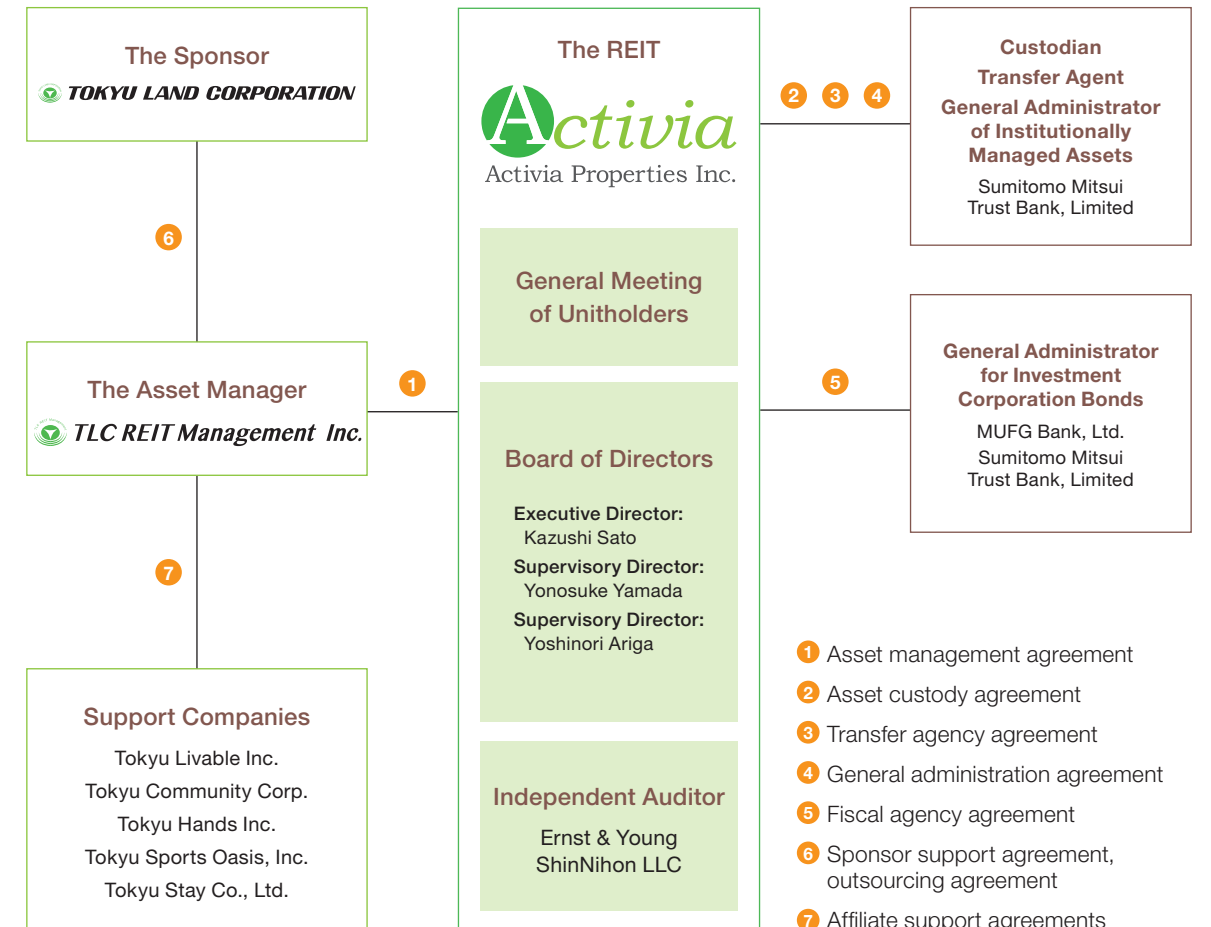 The Sponsor
TOKYU LAND CORPORATION
6
The Asset Manager
TLC REIT Management Inc.
1
7
Support Companies
Tokyu Livable Inc.
Tokyu Community Corp.
Tokyu Hands Inc.
Tokyu Sports Oasis, Inc.
Tokyu Stay Co., Ltd.
The REIT
Activia
Activia Properties Inc.
General Meeting
of Unitholders
Board of Directors
Executive Director:
Kazushi Sato
Supervisory Director:
Yonosuke Yamada
Supervisory Director:
Yoshinori Ariga
Independent Auditor
Ernst & Young
ShinNihon LLC
2 3 4
Custodian
Transfer Agent
General Administrator
of Institutionally
Managed Assets
Sumitomo Mitsui
Trust Bank, Limited
5
General Administrator
for Investment
Corporation Bonds
MUFG Bank, Ltd.
Sumitomo Mitsui
Trust Bank, Limited
1 Asset management agreement
2 Asset custody agreement
3 Transfer agency agreement
4 General administration agreement
5 Fiscal agency agreement
6 Sponsor support agreement,
outsourcing agreement
7 Affiliate support agreements